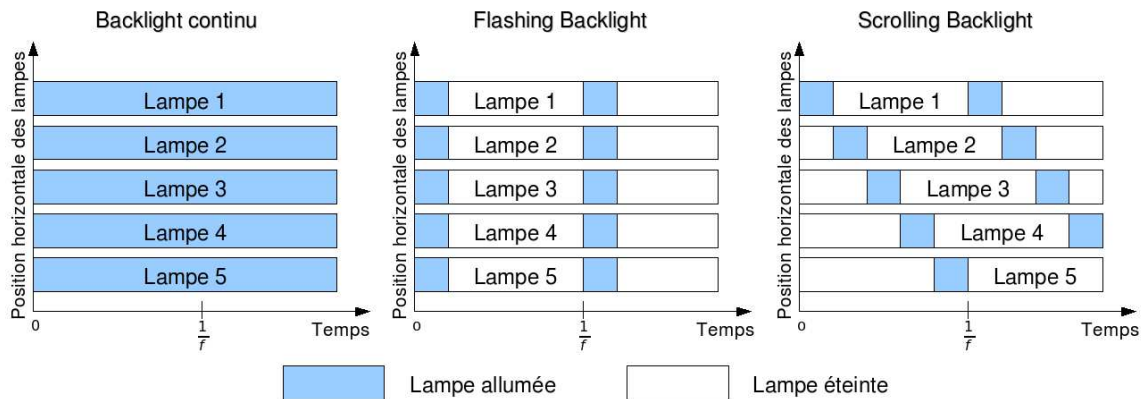 Backlight continu
Position horizontale des lampes
Lampe 1
Lampe 2
Lampe 3
Lampe 4
Lampe 5
0
1
f
Temps
Flashing Backlight
Position horizontale des lampes
Lampe 1
Lampe 2
Lampe 3
Lampe 4
Lampe 5
0
1
f
Temps
Scrolling Backlight
Position horizontale des lampes
Lampe 1
Lampe 2
Lampe 3
Lampe 4
Lampe 5
0
1
f
Temps
Lampe allumée
Lampe éteinte